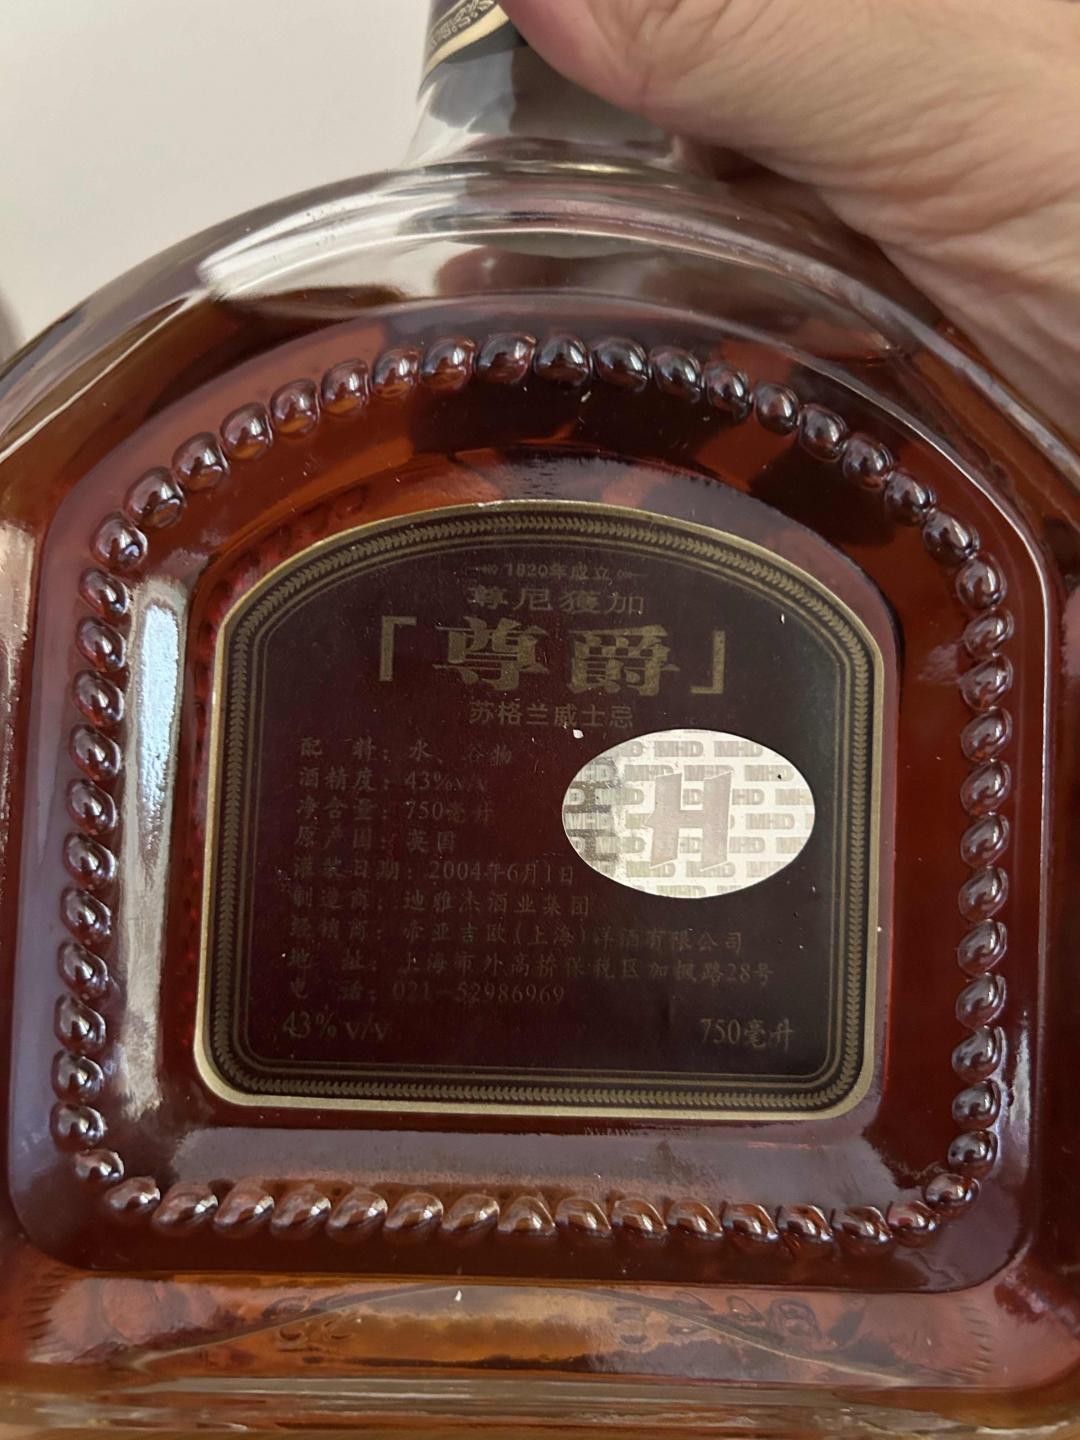 1820年成立
尊尼獲加
「尊爵」
苏格兰威士忌
配 料：水、谷物
酒精度：43%v/v
净含量：750毫升
原产国：英国
灌装日期：2004年6月1日
制造商：迪雅杰酒业集团
经销商：帝亚吉欧(上海)洋酒有限公司
地 址：上海市外高桥保税区加枫路28号
电 话：021-52986969
43% v/v 750毫升
MHD MHD
MHD MHD
H